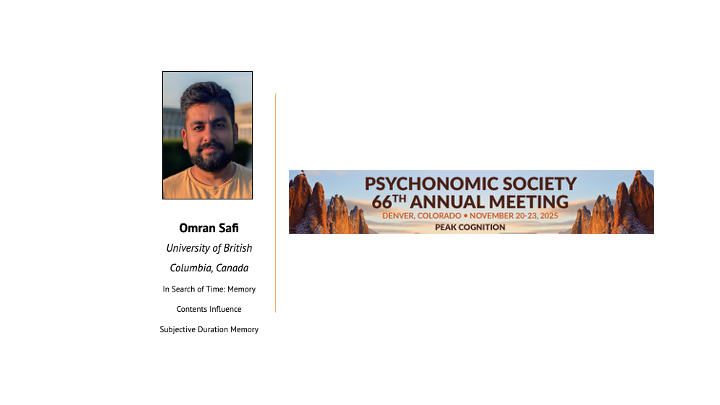 Omran Safi
University of British
Columbia, Canada
In Search of Time: Memory
Contents Influence
Subjective Duration Memory
PSYCHONOMIC SOCIETY
66TH ANNUAL MEETING
DENVER, COLORADO • NOVEMBER 20-23, 2025
PEAK COGNITION